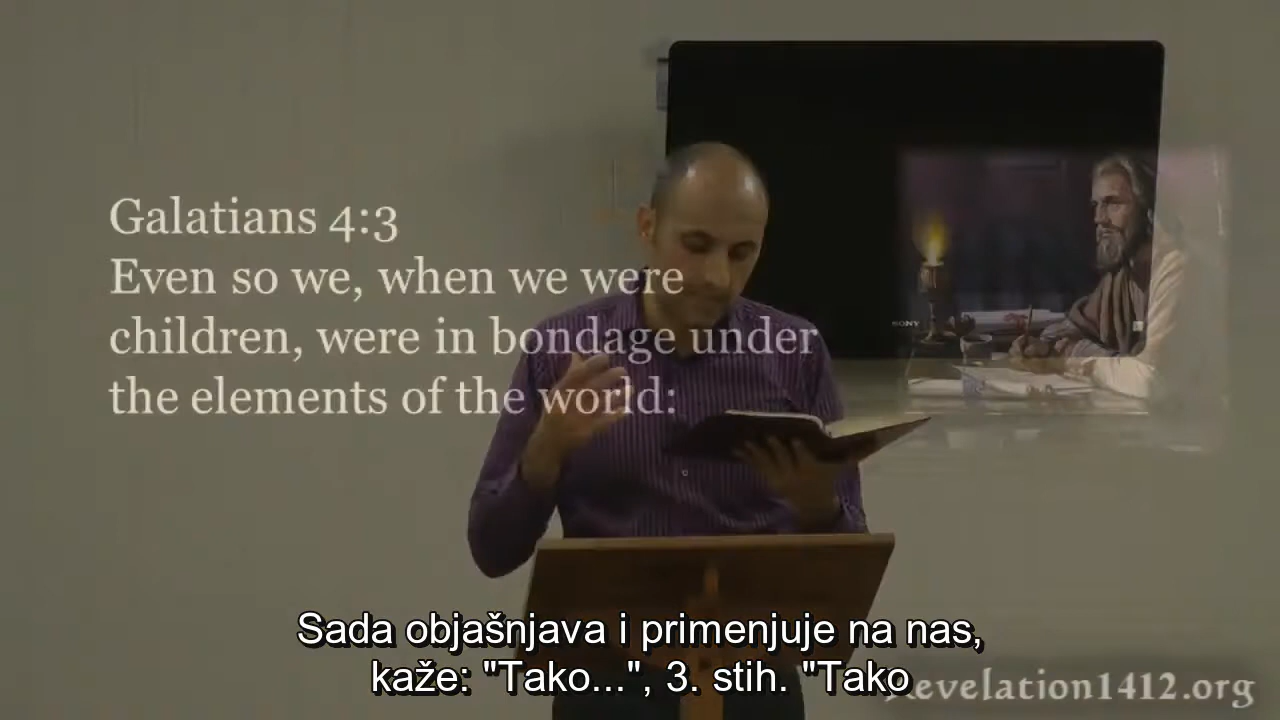 Galatians 4:3
Even so we, when we were
children, were in bondage under
the elements of the world:
SONY
Sada objašnjava i primenjuje na nas,
kaže: "Tako...", 3. stih. "Tako
Revelation1412.org